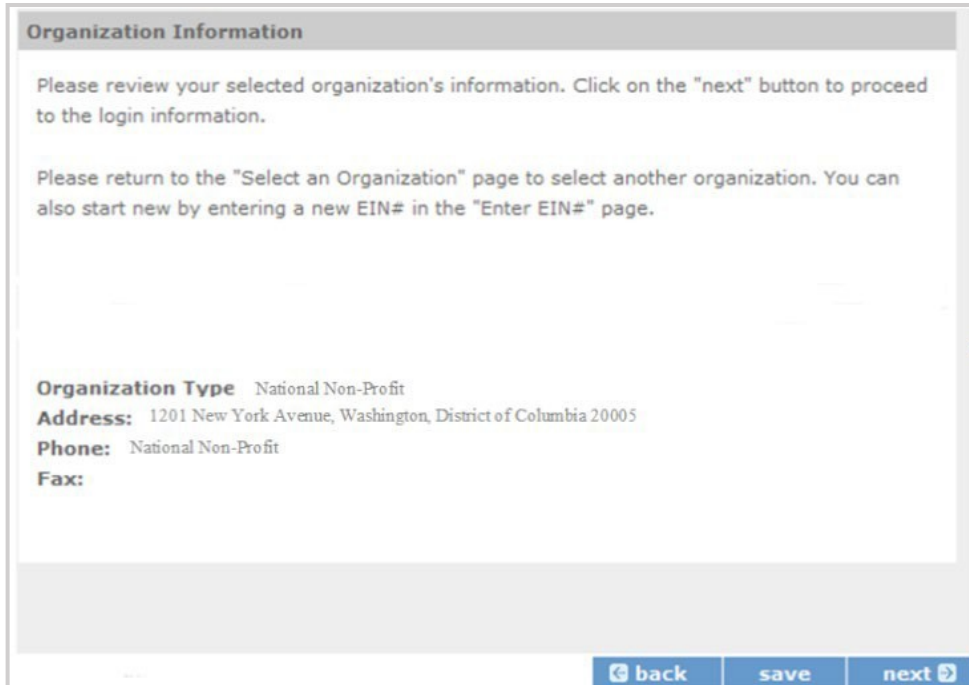 Organization Information
Please review your selected organization's information. Click on the "next" button to proceed
to the login information.
Please return to the "Select an Organization" page to select another organization. You can
also start new by entering a new EIN# in the "Enter EIN#" page.
Organization Type National Non-Profit
Address: 1201 New York Avenue, Washington, District of Columbia 20005
Phone: National Non-Profit
Fax:
back save next